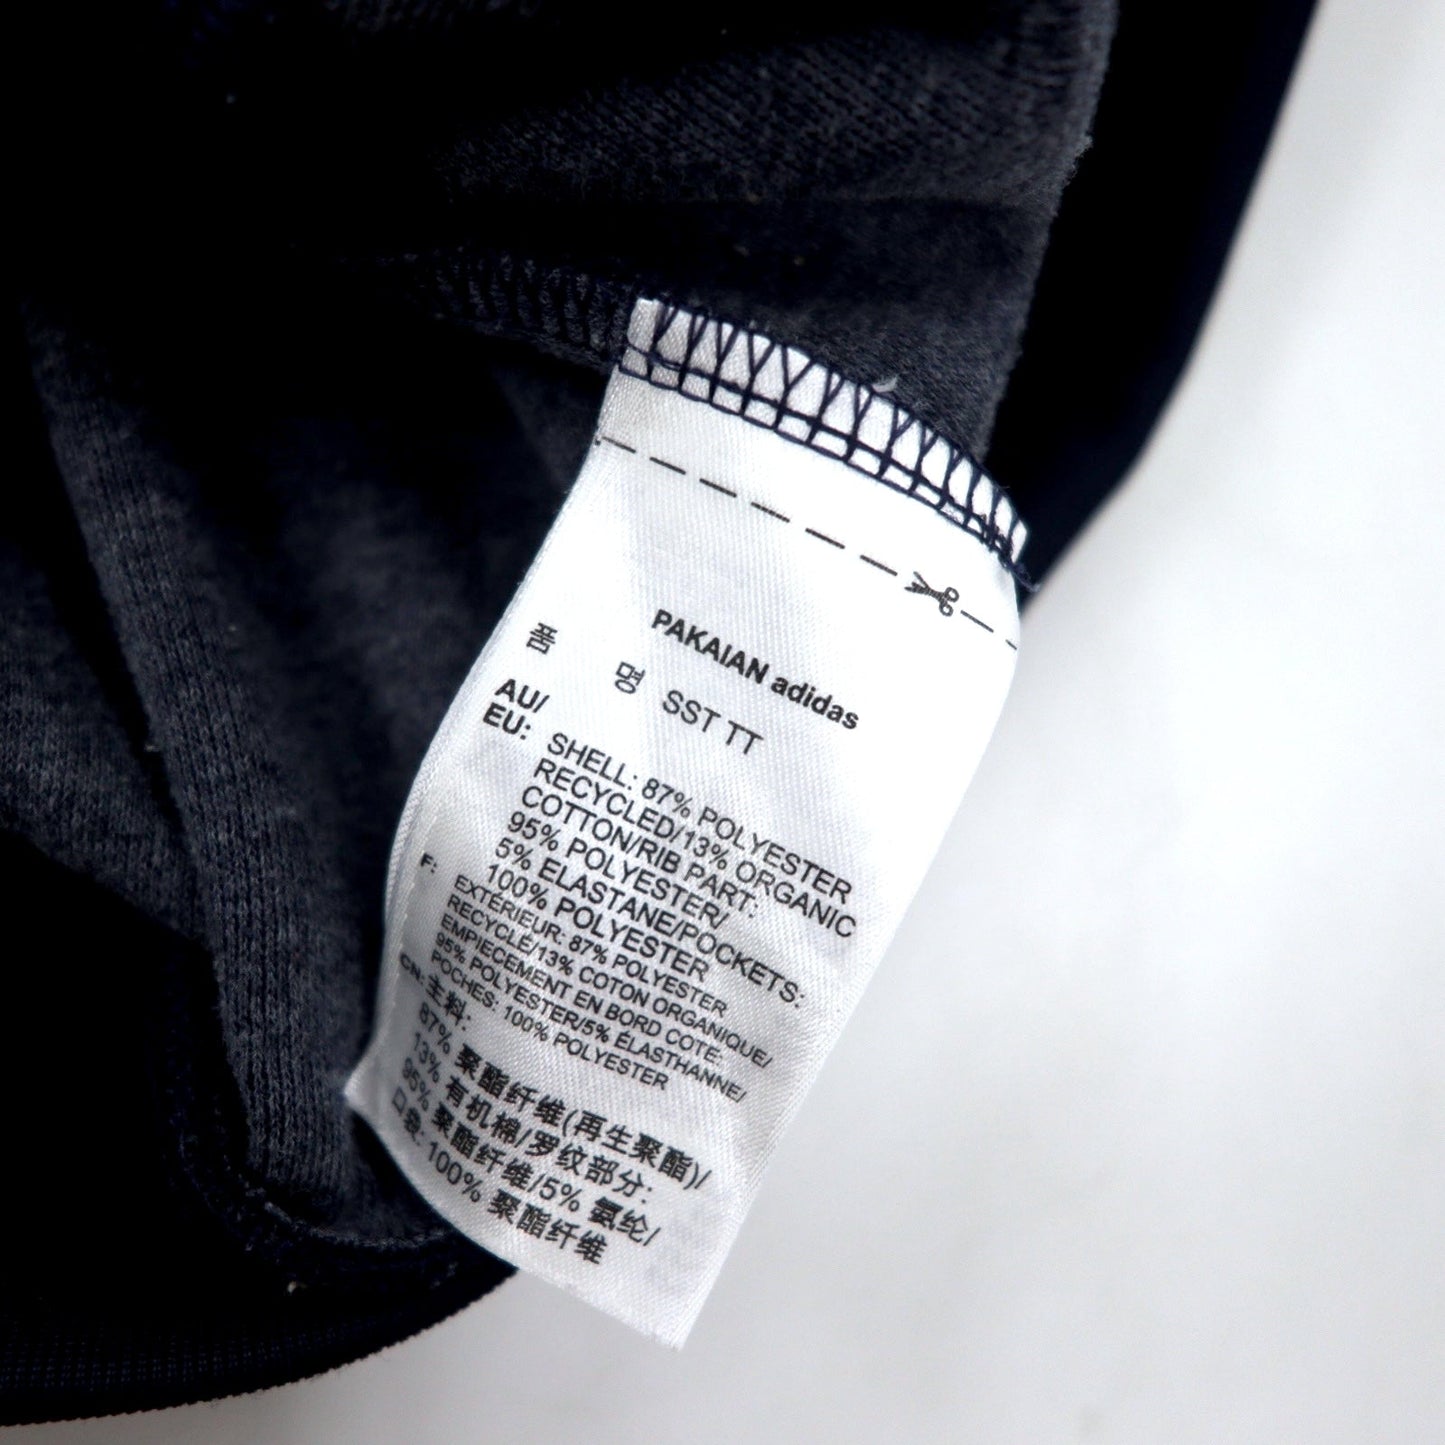 PAKAIAN adidas
품 명 SST TT
AU/
EU: SHELL: 87% POLYESTER
RECYCLED/13% ORGANIC
COTTON/RIB PART:
95% POLYESTER/
5% ELASTANE/POCKETS:
100% POLYESTER
F: EXTÉRIEUR: 87% POLYESTER
RECYCLÉ/13% COTON ORGANIQUE/
EMPIECEMENT EN BORD COTE:
95% POLYESTER/5% ÉLASTHANNE/
POCHES: 100% POLYESTER
CN: 主料:
87% 聚酯纤维(再生聚酯)/
13% 有机棉/罗纹部分:
95% 聚酯纤维/5% 氨纶/
口袋: 100% 聚酯纤维